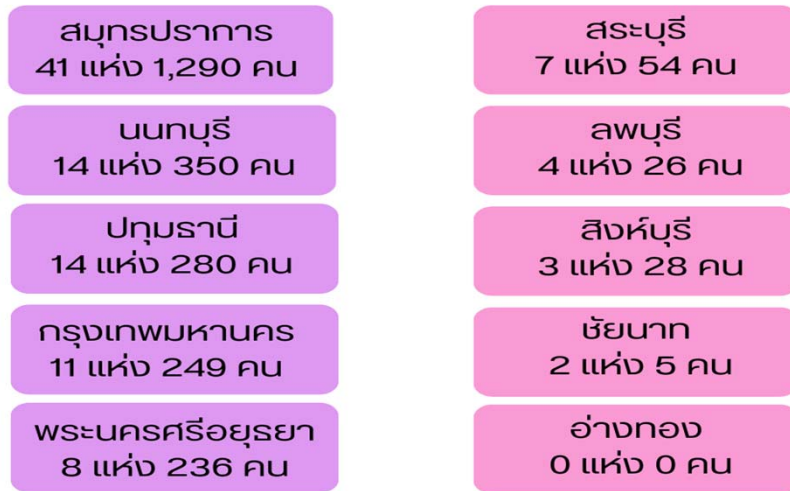 สมุทรปราการ
41 แห่ง 1,290 คน
นนทบุรี
14 แห่ง 350 คน
ปทุมธานี
14 แห่ง 280 คน
กรุงเทพมหานคร
11 แห่ง 249 คน
พระนครศรีอยุธยา
8 แห่ง 236 คน
สระบุรี
7 แห่ง 54 คน
ลพบุรี
4 แห่ง 26 คน
สิงห์บุรี
3 แห่ง 28 คน
ชัยนาท
2 แห่ง 5 คน
อ่างทอง
0 แห่ง 0 คน